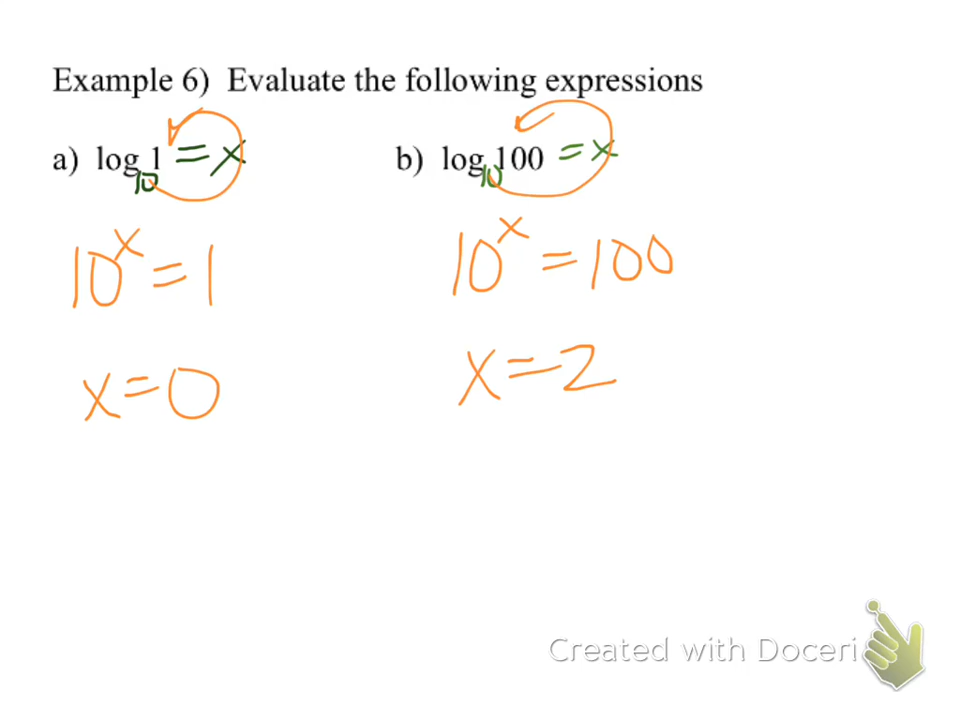 Example 6) Evaluate the following expressions
a) log₁₀ 1 = x b) log₁₀ 100 = x
10ˣ = 1 10ˣ = 100
x = 0 x = 2
Created with Doceri